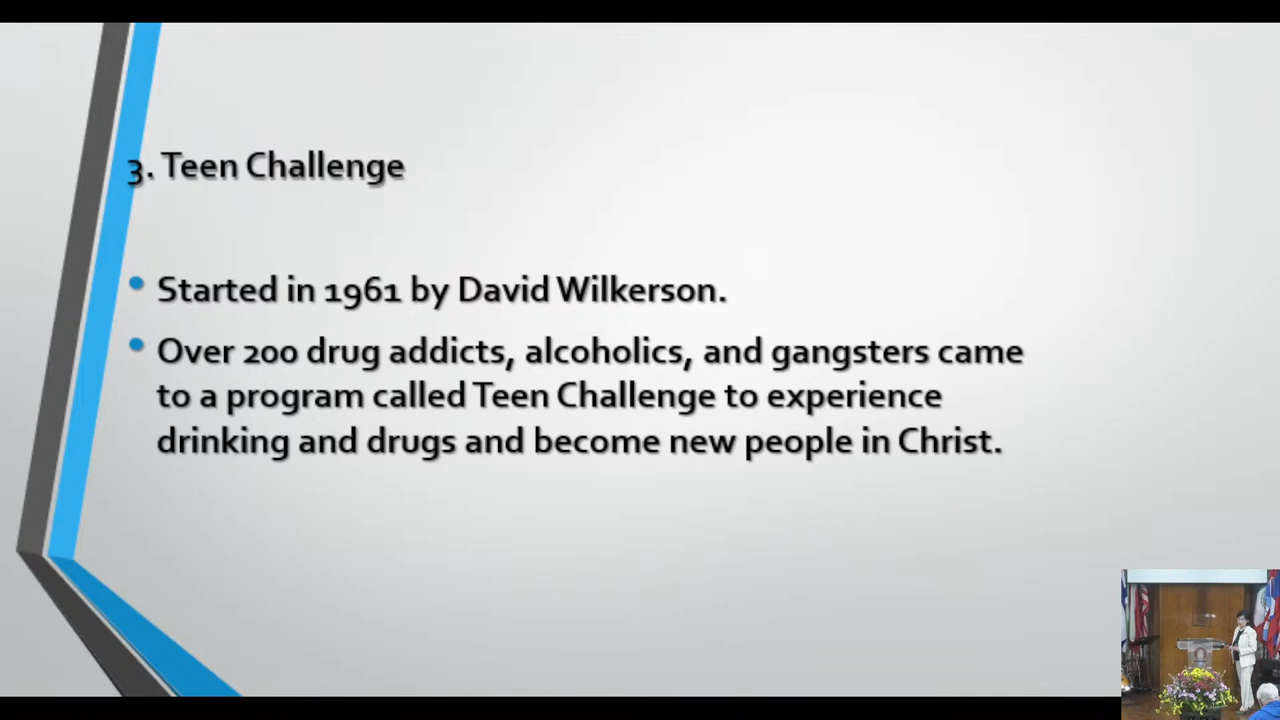 3. Teen Challenge
• Started in 1961 by David Wilkerson.
• Over 200 drug addicts, alcoholics, and gangsters came
to a program called Teen Challenge to experience
drinking and drugs and become new people in Christ.